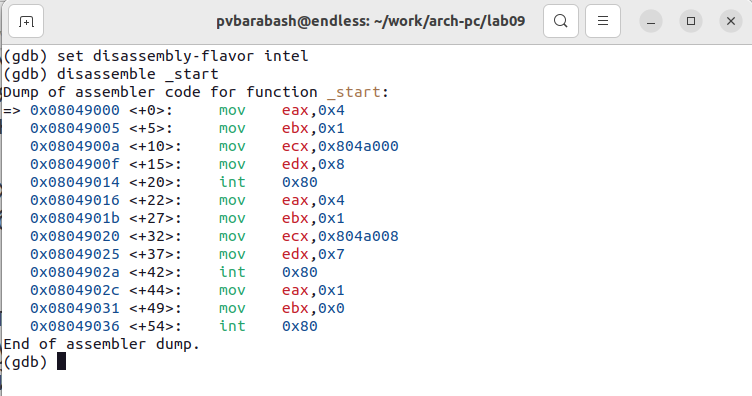 pvbarabash@endless: ~/work/arch-pc/lab09
(gdb) set disassembly-flavor intel
(gdb) disassemble _start
Dump of assembler code for function _start:
=> 0x08049000 <+0>:     mov    eax,0x4
   0x08049005 <+5>:     mov    ebx,0x1
   0x0804900a <+10>:    mov    ecx,0x804a000
   0x0804900f <+15>:    mov    edx,0x8
   0x08049014 <+20>:    int    0x80
   0x08049016 <+22>:    mov    eax,0x4
   0x0804901b <+27>:    mov    ebx,0x1
   0x08049020 <+32>:    mov    ecx,0x804a008
   0x08049025 <+37>:    mov    edx,0x7
   0x0804902a <+42>:    int    0x80
   0x0804902c <+44>:    mov    eax,0x1
   0x08049031 <+49>:    mov    ebx,0x0
   0x08049036 <+54>:    int    0x80
End of assembler dump.
(gdb)